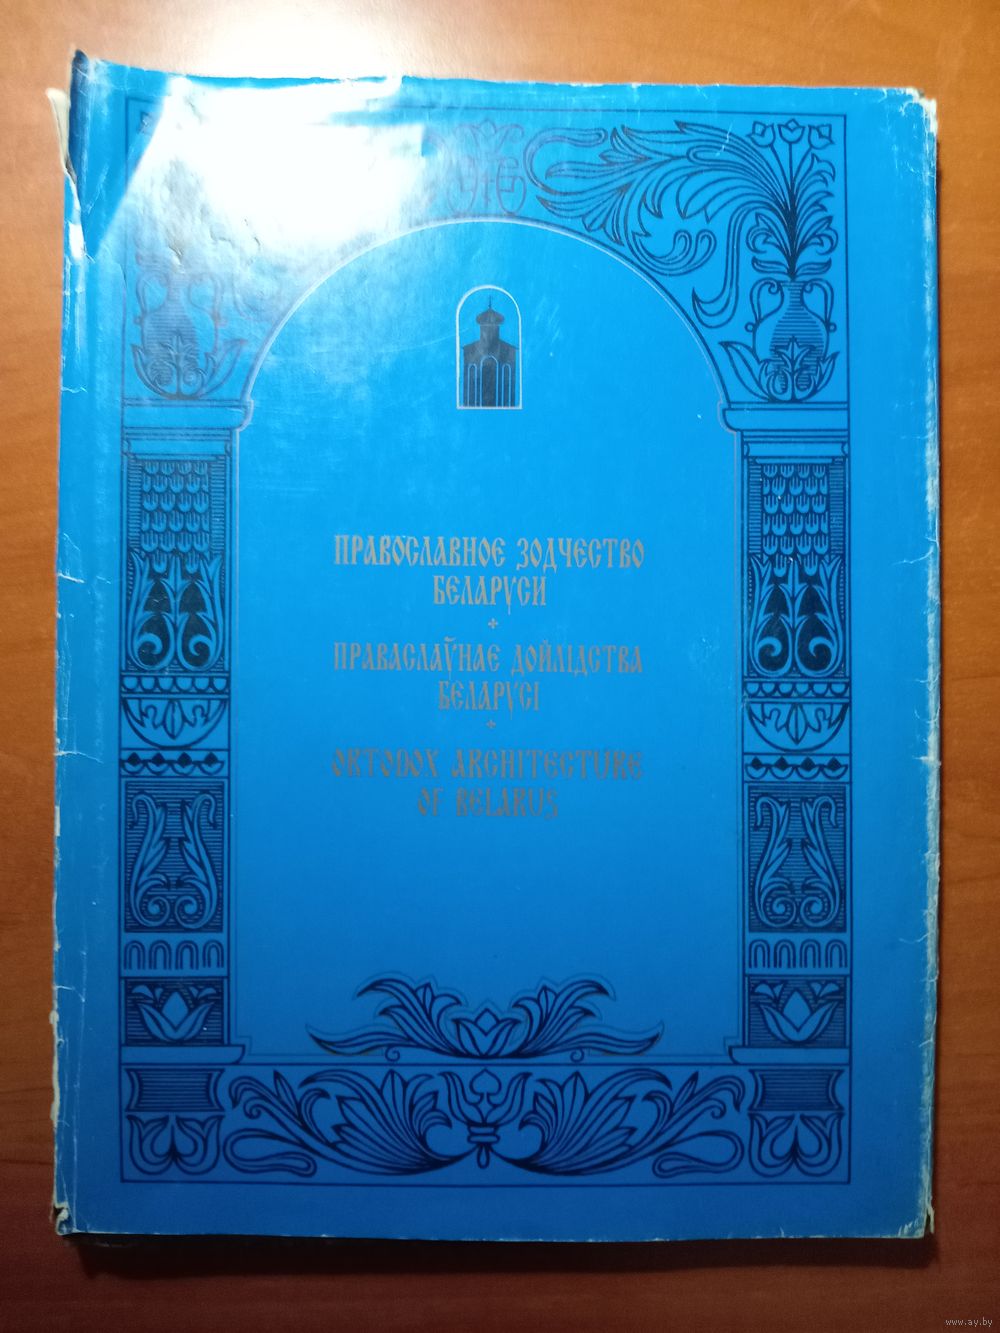 ПРАВОСЛАВНОЕ ЗОДЧЕСТВО
БЕЛАРУСИ
ПРАВАСЛАЎНАЕ ДОЙЛІДСТВА
БЕЛАРУСІ
ORTODOX ARCHITECTURE
OF BELARUS
www.ay.by